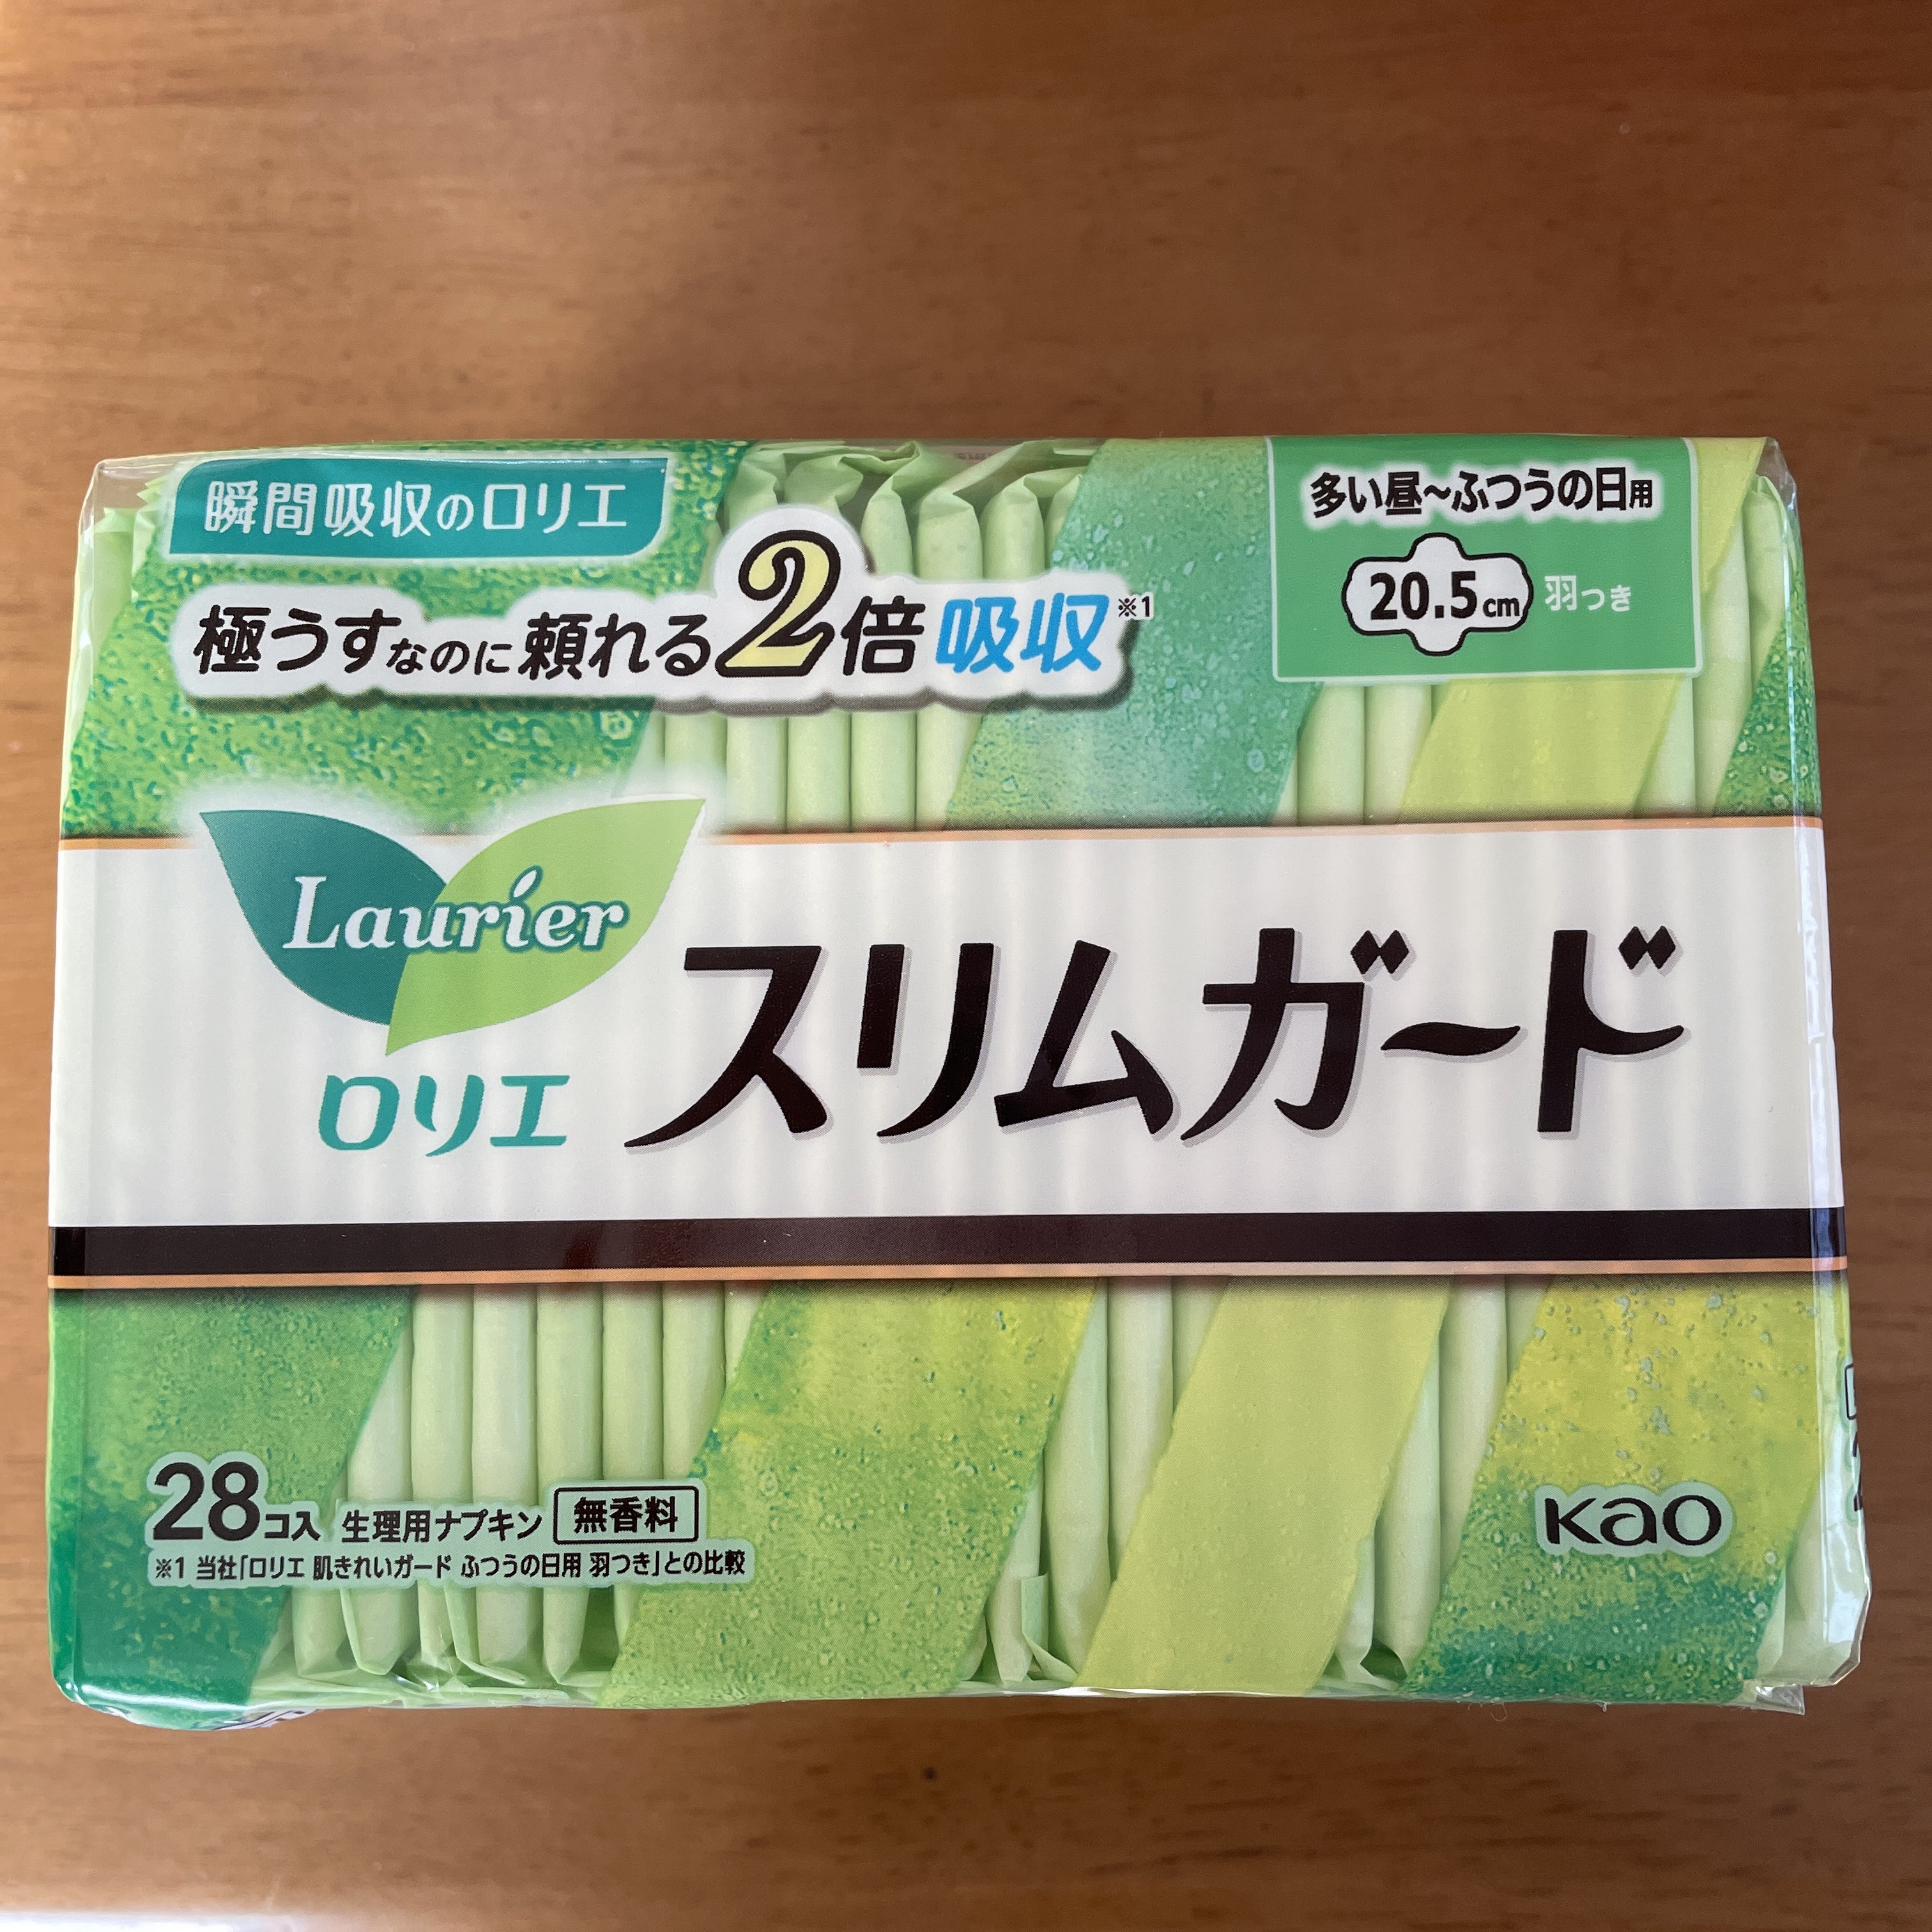 瞬間吸収のロリエ
極うすなのに頼れる2倍吸収※1
多い昼~ふつうの日用
20.5cm 羽つき
Laurier
ロリエ スリムガード
28コ入 生理用ナプキン 無香料
※1 当社「ロリエ 肌きれいガード ふつうの日用 羽つき」との比較
Kao